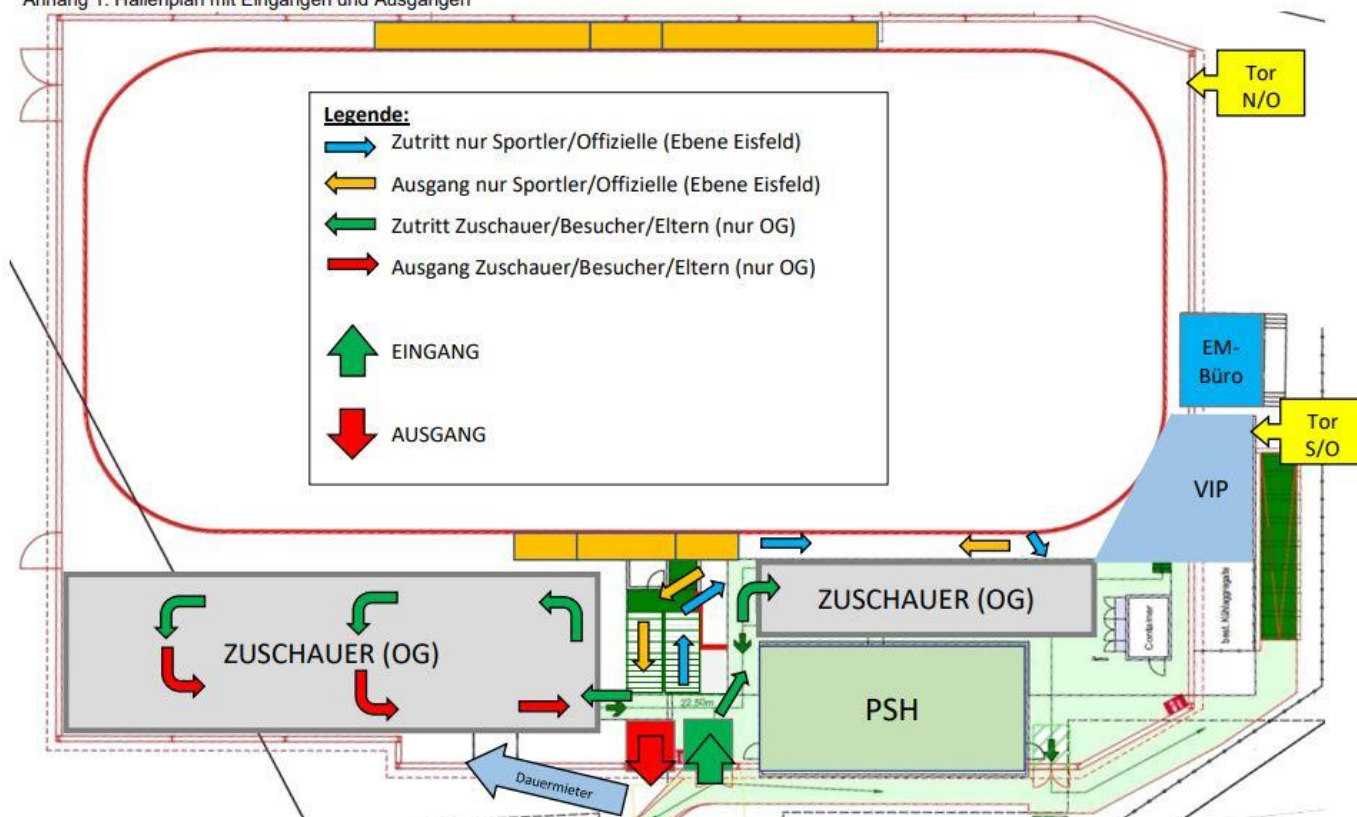 Anhang 1: Hallenplan mit Eingängen und Ausgängen
Tor
N/O
Legende:
Zutritt nur Sportler/Offizielle (Ebene Eisfeld)
Ausgang nur Sportler/Offizielle (Ebene Eisfeld)
Zutritt Zuschauer/Besucher/Eltern (nur OG)
Ausgang Zuschauer/Besucher/Eltern (nur OG)
EINGANG
AUSGANG
EM-
Büro
Tor
S/O
VIP
ZUSCHAUER (OG)
ZUSCHAUER (OG)
Container
best. Kühlaggregate
22.50m
PSH
Dauermieter